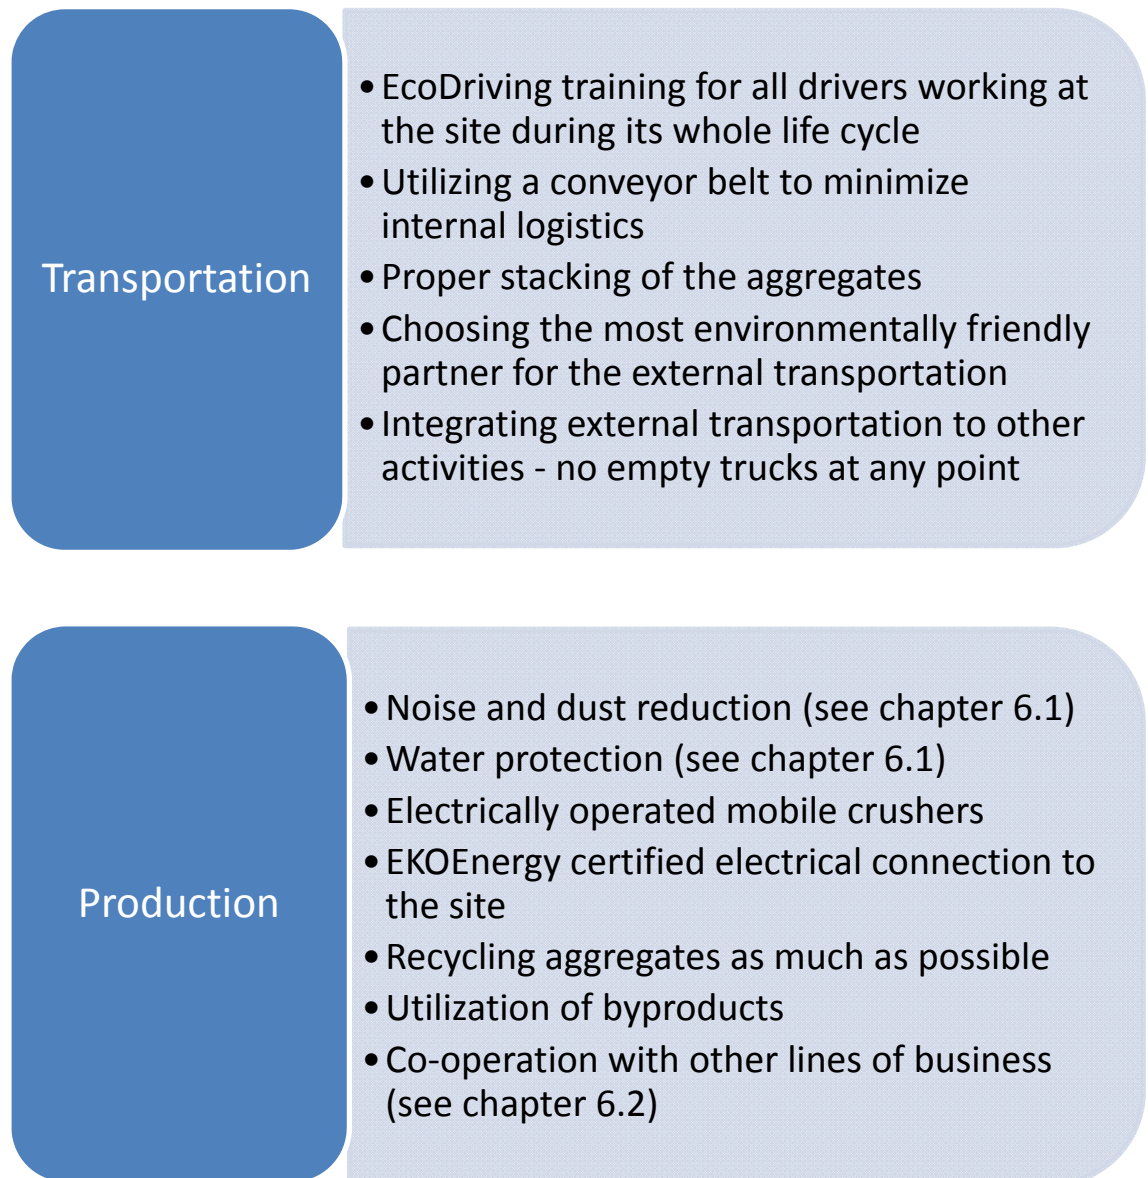 Transportation
• EcoDriving training for all drivers working at
the site during its whole life cycle
• Utilizing a conveyor belt to minimize
internal logistics
• Proper stacking of the aggregates
• Choosing the most environmentally friendly
partner for the external transportation
• Integrating external transportation to other
activities - no empty trucks at any point
Production
• Noise and dust reduction (see chapter 6.1)
• Water protection (see chapter 6.1)
• Electrically operated mobile crushers
• EKOEnergy certified electrical connection to
the site
• Recycling aggregates as much as possible
• Utilization of byproducts
• Co-operation with other lines of business
(see chapter 6.2)